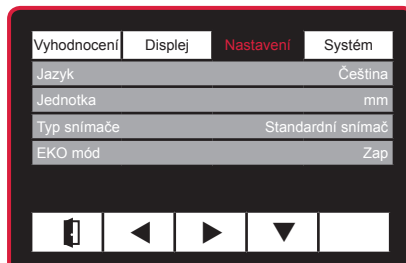 Vyhodnocení Displej Nastavení Systém
Jazyk Čeština
Jednotka mm
Typ snímače Standardní snímač
EKO mód Zap